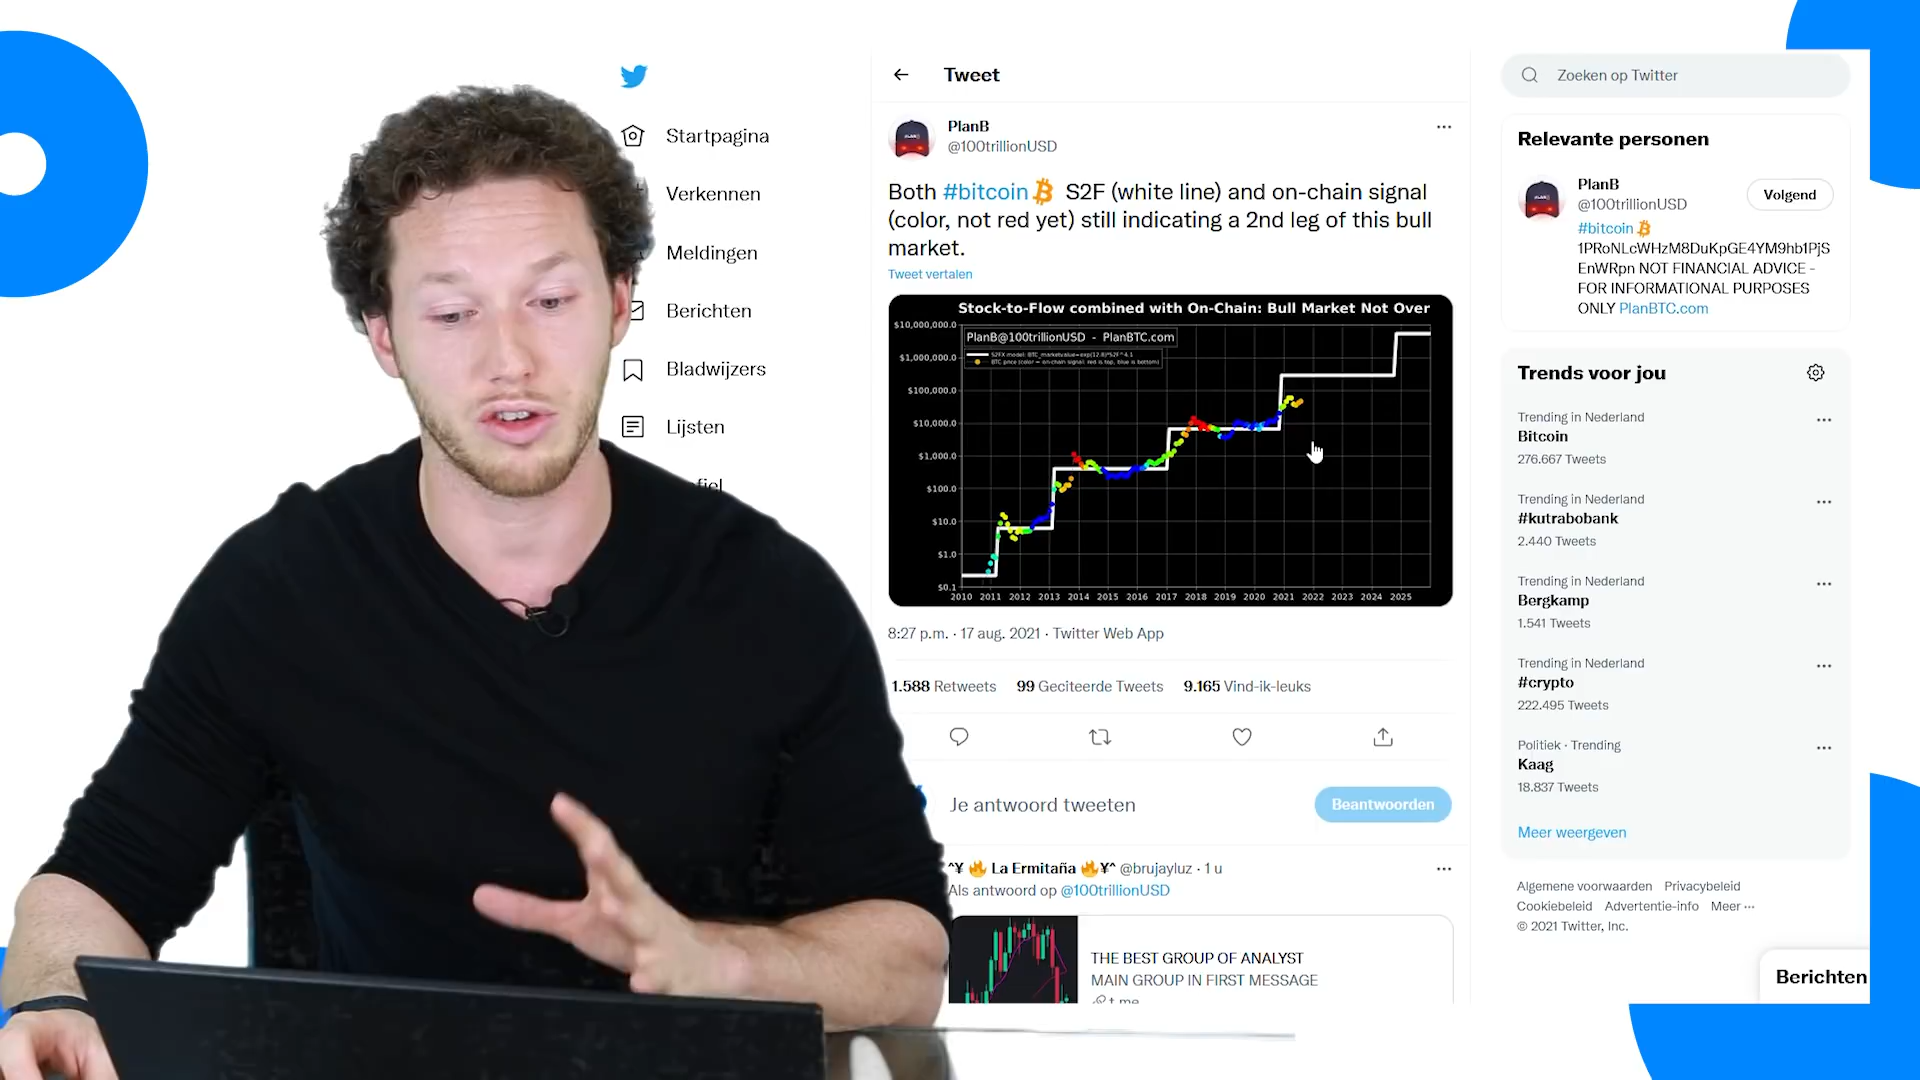 Startpagina
Verkennen
Meldingen
Berichten
Bladwijzers
Lijsten
Tweet
PlanB
@100trillionUSD
Both #bitcoin S2F (white line) and on-chain signal
(color, not red yet) still indicating a 2nd leg of this bull
market.
Tweet vertalen
Stock-to-Flow combined with On-Chain: Bull Market Not Over
PlanB@100trillionUSD - PlanBTC.com
$10,000,000.0
$1,000,000.0
$100,000.0
$10,000.0
$1,000.0
$100.0
$10.0
$1.0
$0.1
2010 2011 2012 2013 2014 2015 2016 2017 2018 2019 2020 2021 2022 2023 2024 2025
8:27 p.m. · 17 aug. 2021 · Twitter Web App
1.588 Retweets 99 Geciteerde Tweets 9.165 Vind-ik-leuks
Je antwoord tweeten
Beantwoorden
^¥ 🔥 La Ermitaña 🔥¥^ @brujayluz · 1 u
Als antwoord op @100trillionUSD
THE BEST GROUP OF ANALYST
MAIN GROUP IN FIRST MESSAGE
t.me
Zoeken op Twitter
Relevante personen
PlanB
@100trillionUSD
Volgend
#bitcoin
1PRoNLcWHzM8DuKpGE4YM9hb1PjS
EnWRpn NOT FINANCIAL ADVICE -
FOR INFORMATIONAL PURPOSES
ONLY PlanBTC.com
Trends voor jou
Trending in Nederland
Bitcoin
276.667 Tweets
Trending in Nederland
#kutrabobank
2.440 Tweets
Trending in Nederland
Bergkamp
1.541 Tweets
Trending in Nederland
#crypto
222.495 Tweets
Politiek · Trending
Kaag
18.837 Tweets
Meer weergeven
Algemene voorwaarden Privacybeleid
Cookiebeleid Advertentie-info Meer ···
© 2021 Twitter, Inc.
Berichten